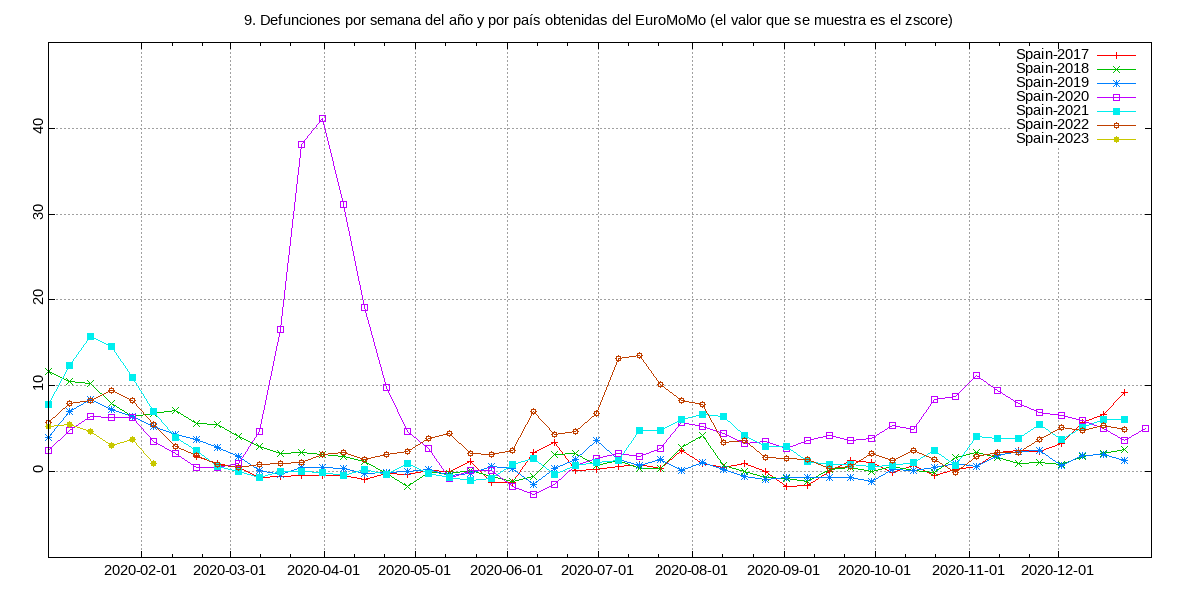 9. Defunciones por semana del año y por país obtenidas del EuroMoMo (el valor que se muestra es el zscore)
Spain-2017
Spain-2018
Spain-2019
Spain-2020
Spain-2021
Spain-2022
Spain-2023
40
30
20
10
0
2020-02-01 2020-03-01 2020-04-01 2020-05-01 2020-06-01 2020-07-01 2020-08-01 2020-09-01 2020-10-01 2020-11-01 2020-12-01